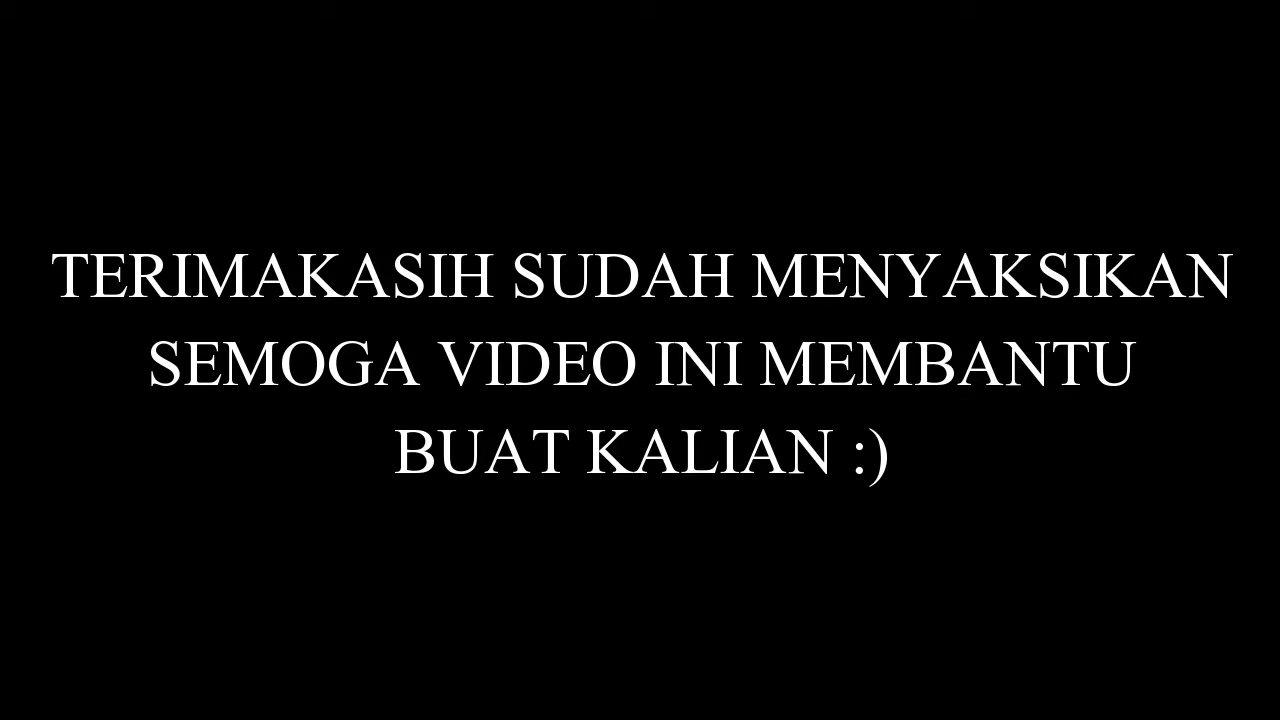 TERIMAKASIH SUDAH MENYAKSIKAN
SEMOGA VIDEO INI MEMBANTU
BUAT KALIAN :)